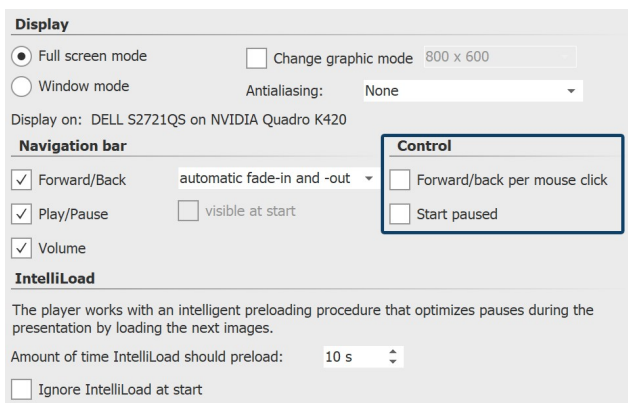 Display
Full screen mode
Change graphic mode 800 x 600
Window mode
Antialiasing: None
Display on: DELL S2721QS on NVIDIA Quadro K420
Navigation bar
Control
Forward/Back automatic fade-in and -out
Forward/back per mouse click
Play/Pause visible at start
Start paused
Volume
IntelliLoad
The player works with an intelligent preloading procedure that optimizes pauses during the
presentation by loading the next images.
Amount of time IntelliLoad should preload: 10 s
Ignore IntelliLoad at start